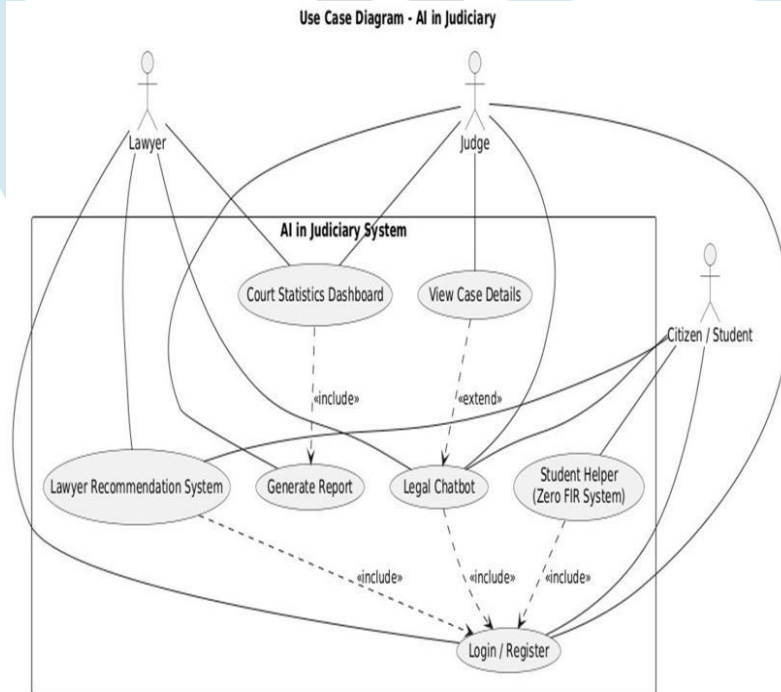 Use Case Diagram - AI in Judiciary
Lawyer
Judge
AI in Judiciary System
Court Statistics Dashboard
View Case Details
Citizen / Student
«include»
«extend»
Lawyer Recommendation System
Generate Report
Legal Chatbot
Student Helper
(Zero FIR System)
«include»
«include»
«include»
Login / Register